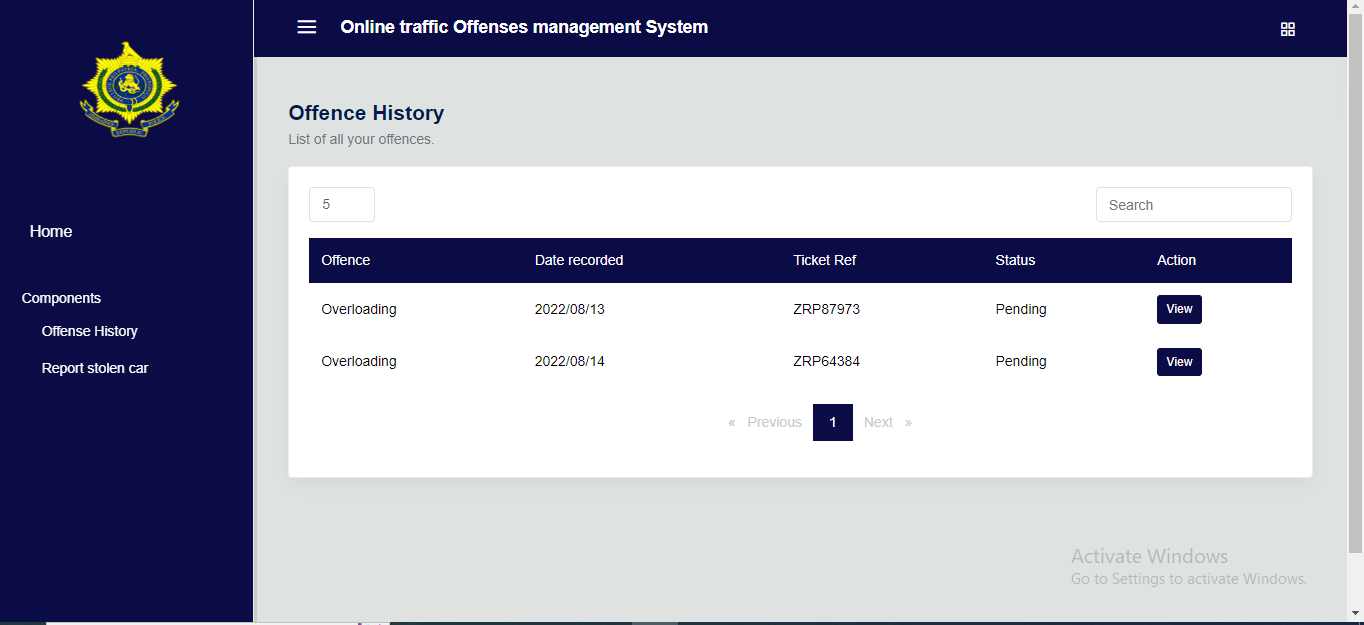 Online traffic Offenses management System
Home
Components
Offense History
Report stolen car
Offence History
List of all your offences.
5
Search
Offence Date recorded Ticket Ref Status Action
Overloading 2022/08/13 ZRP87973 Pending View
Overloading 2022/08/14 ZRP64384 Pending View
« Previous 1 Next »
Activate Windows
Go to Settings to activate Windows.